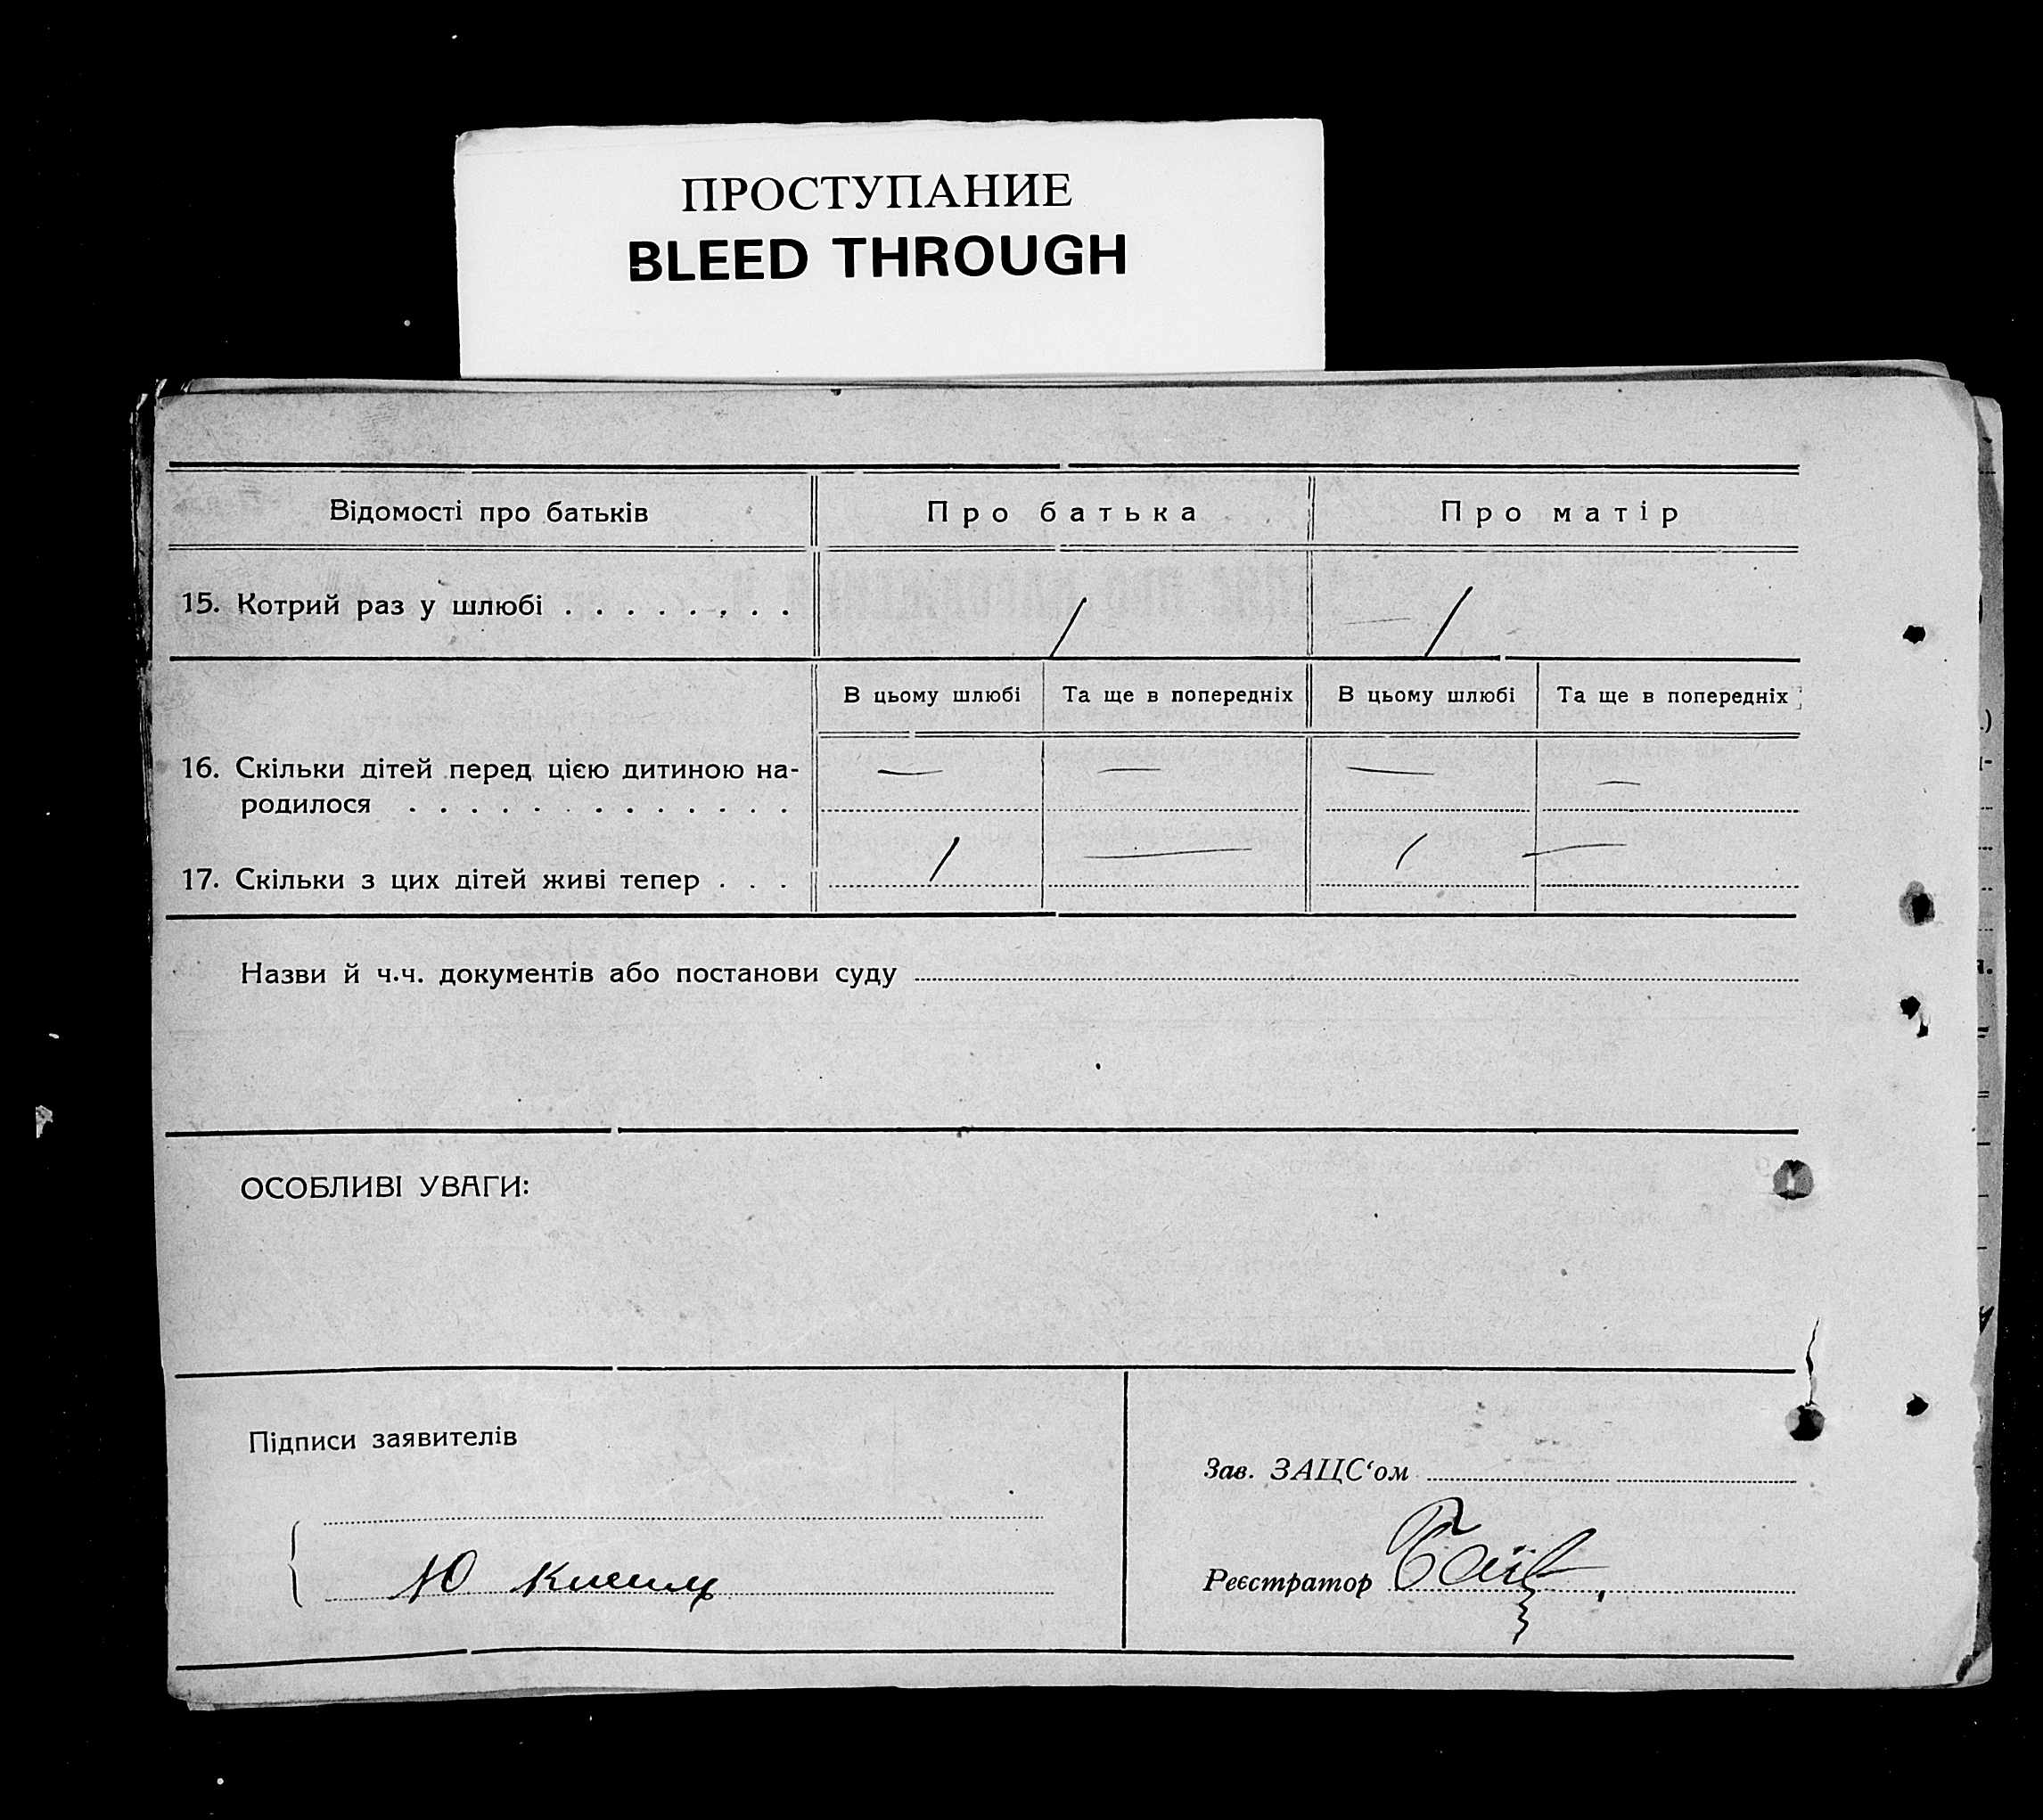 ПРОСТУПАНИЕ
BLEED THROUGH
Відомості про батьків Про батька Про матір
15. Котрий раз у шлюбі . . . . . . . . 1 1
В цьому шлюбі Та ще в попередніх В цьому шлюбі Та ще в попередніх
16. Скільки дітей перед цією дитиною на- — — — —
родилося . . . . . . . . . . . . .
17. Скільки з цих дітей живі тепер . . . 1 — 1 —
Назви й ч.ч. документів або постанови суду
ОСОБЛИВІ УВАГИ:
Підписи заявителів
Зав. ЗАЦС‘ом
Ю
Реєстратор